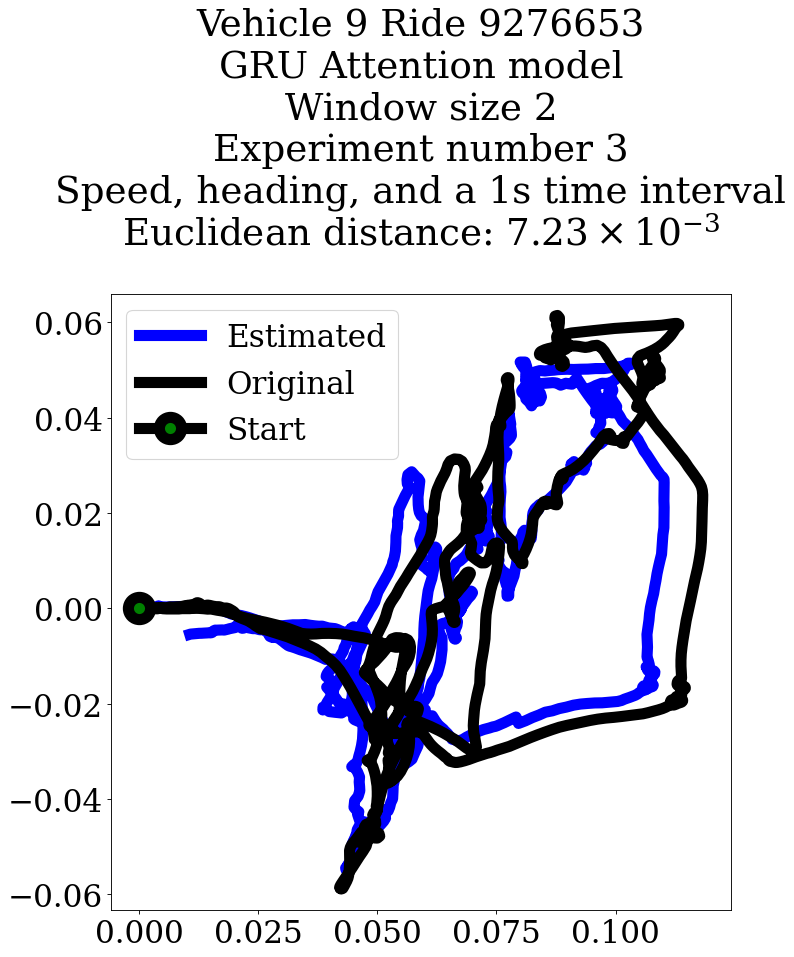 Vehicle 9 Ride 9276653
GRU Attention model
Window size 2
Experiment number 3
Speed, heading, and a 1s time interval
Euclidean distance: 7.23 × 10⁻³
Estimated
Original
Start
0.06
0.04
0.02
0.00
−0.02
−0.04
−0.06
0.000 0.025 0.050 0.075 0.100